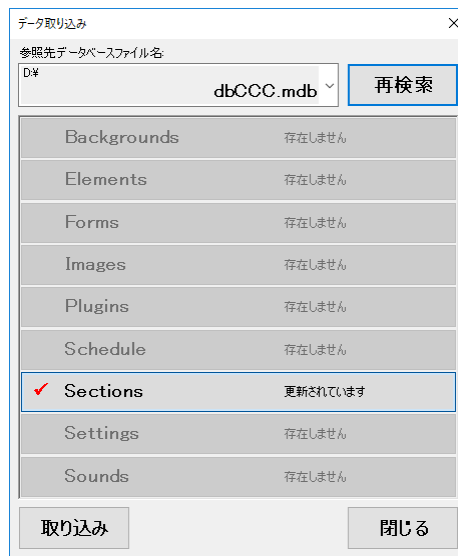 データ取り込み
参照先データベースファイル名:
D:¥
dbCCC.mdb
再検索
Backgrounds 存在しません
Elements 存在しません
Forms 存在しません
Images 存在しません
Plugins 存在しません
Schedule 存在しません
✓ Sections 更新されています
Settings 存在しません
Sounds 存在しません
取り込み 閉じる